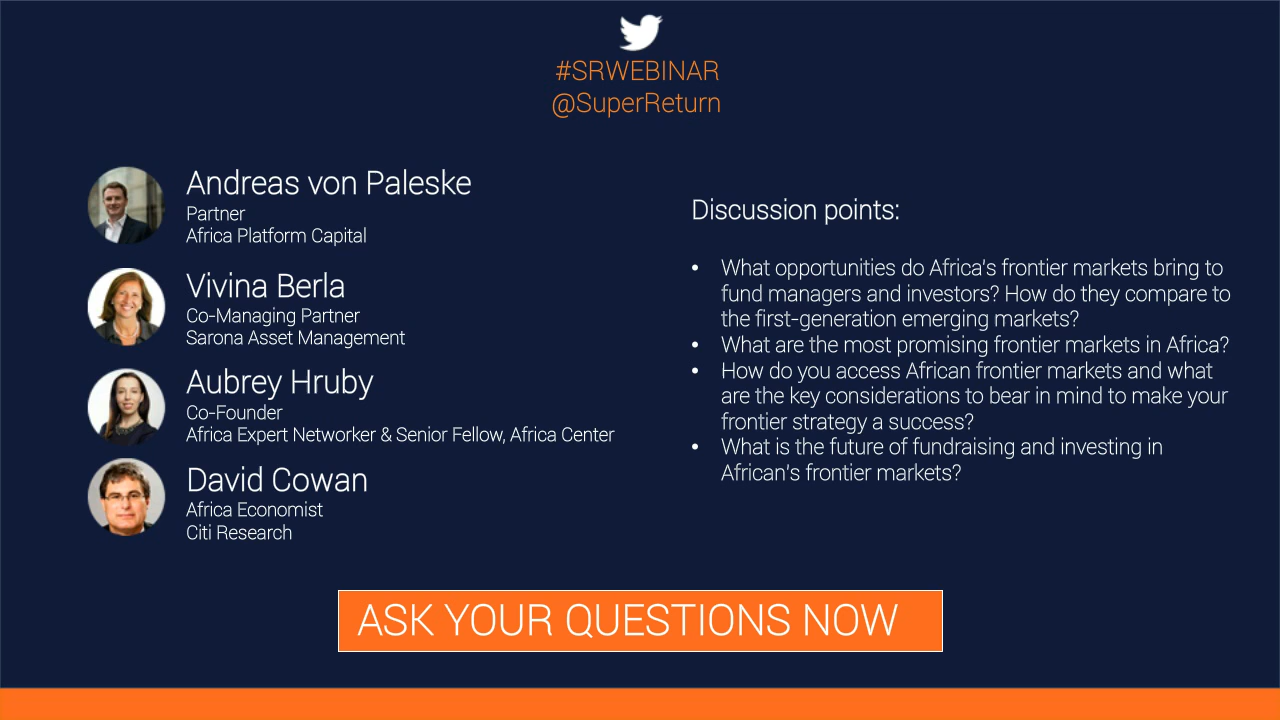 #SRWEBINAR
@SuperReturn
Andreas von Paleske
Partner
Africa Platform Capital
Vivina Berla
Co-Managing Partner
Sarona Asset Management
Aubrey Hruby
Co-Founder
Africa Expert Networker & Senior Fellow, Africa Center
David Cowan
Africa Economist
Citi Research
Discussion points:
• What opportunities do Africa's frontier markets bring to
fund managers and investors? How do they compare to
the first-generation emerging markets?
• What are the most promising frontier markets in Africa?
• How do you access African frontier markets and what
are the key considerations to bear in mind to make your
frontier strategy a success?
• What is the future of fundraising and investing in
African's frontier markets?
ASK YOUR QUESTIONS NOW